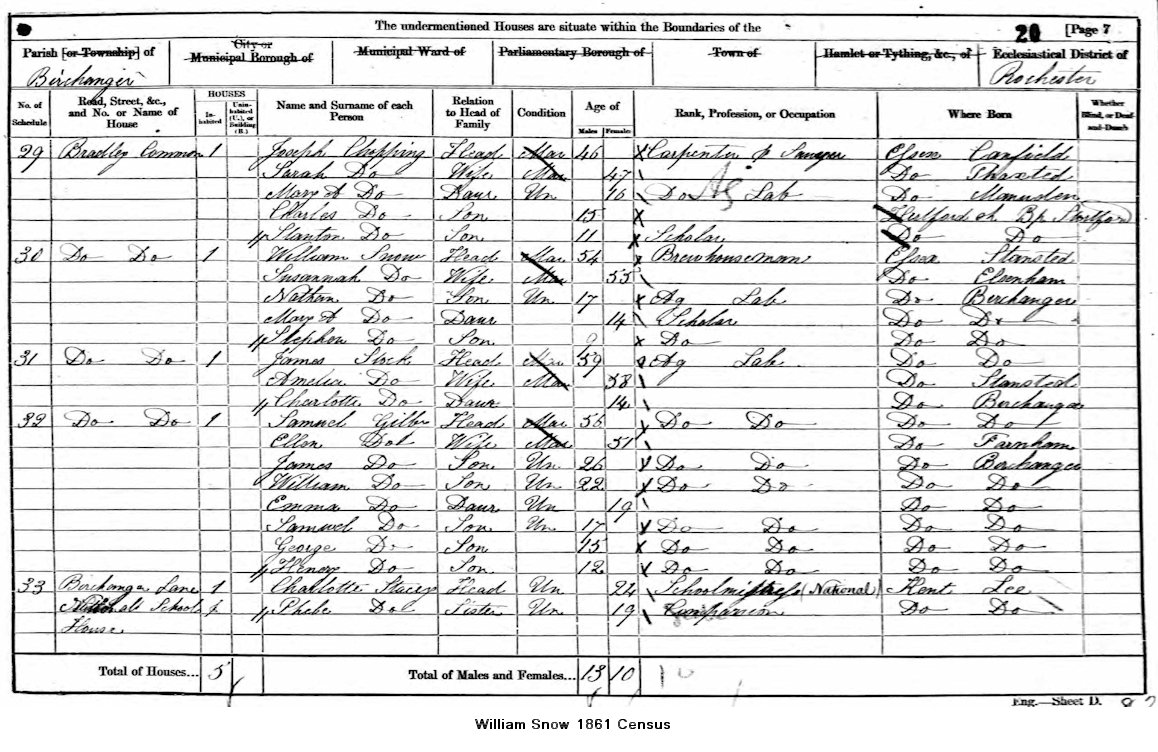 The undermentioned Houses are situate within the Boundaries of the
20 [Page 7
Parish [or Township] of
City or Municipal Borough of
Municipal Ward of
Parliamentary Borough of
Town of
Hamlet or Tything, &c., of
Ecclesiastical District of
Birchanger
Rochester
No. of Schedule
Road, Street, &c., and No. or Name of House
HOUSES
Inhabited
Uninhabited (U.), or Building (B.)
Name and Surname of each Person
Relation to Head of Family
Condition
Age of
Males
Females
Rank, Profession, or Occupation
Where Born
Whether Blind, or Deaf-and-Dumb
29 Bradley Common 1 Joseph Chipping Head Mar 46 Carpenter & Sawyer Essex Canfield
Sarah Do Wife Mar 47 Do Thaxted
Mary A Do Daur Un 16 Do Ag Lab Do Manuden
Charles Do Son 15 Hertford sh Bp Stortford
Stanton Do Son 11 Scholar Do Do
30 Do Do 1 William Snow Head Mar 54 Brewhouseman Essex Stansted
Susannah Do Wife Mar 55 Do Elsenham
Nathan Do Son Un 17 Ag Lab Do Birchanger
Mary A Do Daur 14 Scholar Do Do
Stephen Do Son 9 Do Do Do
31 Do Do 1 James Stock Head Mar 59 Ag Lab Do Do
Amelia Do Wife Mar 58 Do Stansted
Charlotte Do Daur 14 Do Birchanger
32 Do Do 1 Samuel Gilbe Head Mar 56 Do Do Do Do
Ellen Do Wife Mar 51 Do Farnham
James Do Son Un 26 Do Do Do Birchanger
William Do Son Un 22 Do Do Do Do
Emma Do Daur Un 19 Do Do
Samuel Do Son Un 17 Do Do Do Do
George Do Son 15 Do Do Do Do
Henry Do Son 12 Do Do Do Do
33 Birchanger Lane 1 Charlotte Stacey Head Un 24 Schoolmistress (National) Kent Lee
National School Phebe Do Sister Un 19 Companion Do Do
House
Total of Houses... 5
Total of Males and Females... 13 10
Eng.—Sheet D.
William Snow 1861 Census